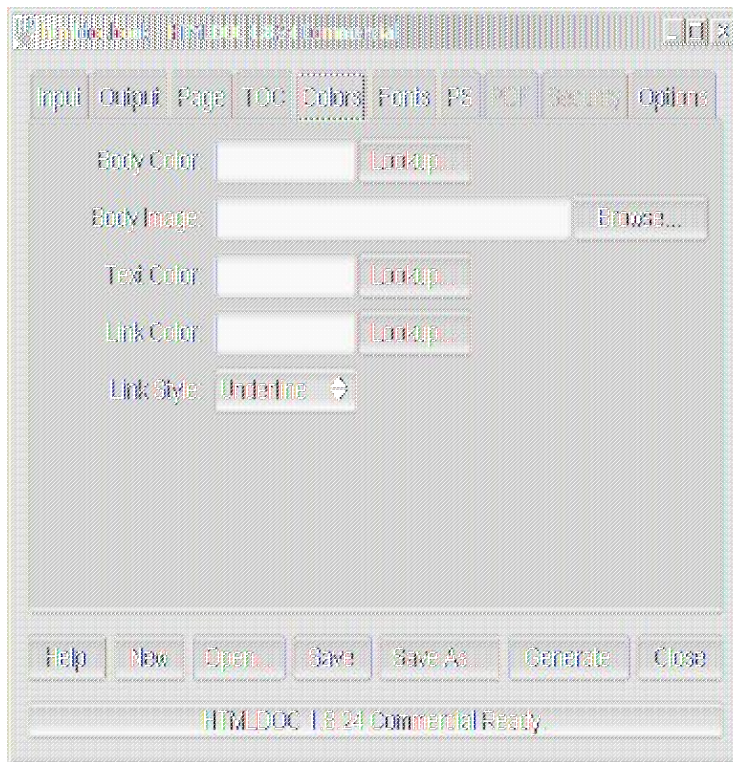 HTMLDOC 1.8.24 Commercial
Input Output Page TOC Colors Fonts PS PDF Security Options
Body Color: Lookup...
Body Image: Browse...
Text Color: Lookup...
Link Color: Lookup...
Link Style: Underline
Help New Open... Save Save As... Generate Close
HTMLDOC 1.8.24 Commercial Ready.